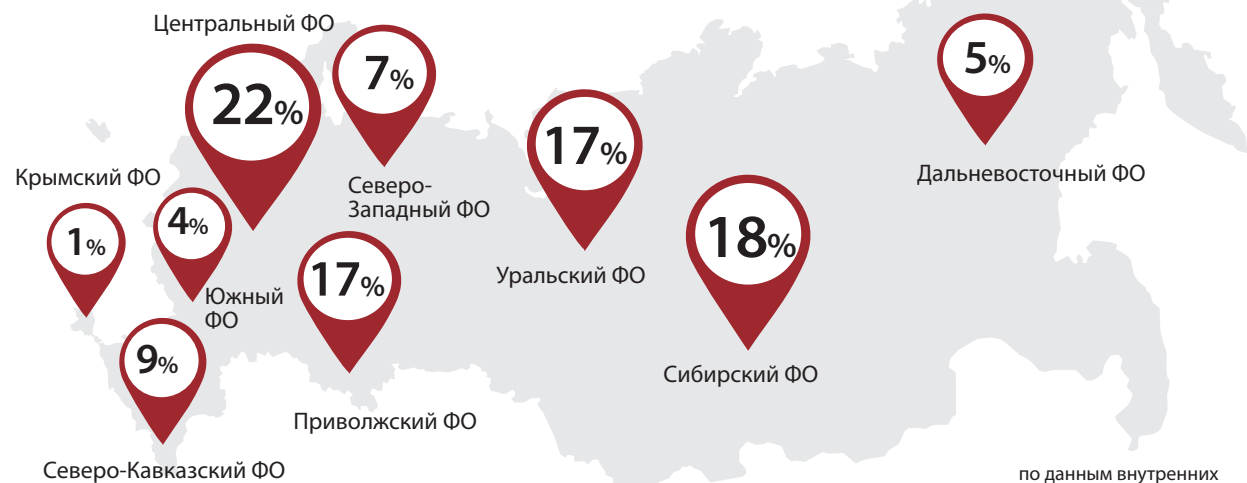 Центральный ФО
22%
7%
Северо-
Западный ФО
5%
Дальневосточный ФО
17%
Уральский ФО
18%
Сибирский ФО
Крымский ФО
1%
4%
Южный
ФО
17%
Приволжский ФО
9%
Северо-Кавказский ФО
по данным внутренних